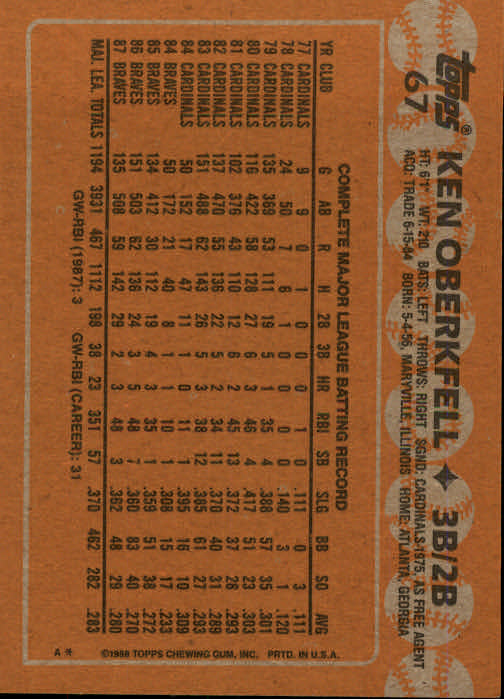 topps®
67
KEN OBERKFELL ♦ 3B/2B
HT: 6'1" WT: 210 BATS: LEFT THROWS: RIGHT SGND: CARDINALS-1975, AS FREE AGENT
ACQ: TRADE 6-15-84 BORN: 5-4-56, MARYVILLE, ILLINOIS HOME: ATLANTA, GEORGIA
COMPLETE MAJOR LEAGUE BATTING RECORD
YR CLUB G AB R H 2B 3B HR RBI SB SLG BB SO AVG
77 CARDINALS 9 9 0 1 0 0 0 1 0 .111 0 3 .111
78 CARDINALS 24 50 7 6 1 0 0 0 0 .140 3 1 .120
79 CARDINALS 135 369 53 111 19 5 1 35 4 .388 57 35 .301
80 CARDINALS 116 422 58 128 27 6 3 46 4 .417 51 23 .303
81 CARDINALS 102 376 43 110 12 6 2 45 13 .372 37 28 .293
82 CARDINALS 137 470 55 136 22 5 2 34 11 .370 40 31 .289
83 CARDINALS 151 488 62 143 26 5 3 38 12 .385 61 27 .293
84 CARDINALS 50 152 17 47 11 1 0 11 1 .395 16 10 .309
84 BRAVES 50 172 21 40 8 1 1 10 1 .308 15 17 .233
85 BRAVES 134 412 30 112 19 4 3 35 1 .359 51 38 .272
86 BRAVES 151 503 62 136 24 3 5 48 7 .360 83 40 .270
87 BRAVES 135 508 59 142 29 2 3 48 3 .362 48 29 .280
MAJ. LEA. TOTALS 1194 3931 467 1112 198 38 23 351 57 .370 462 282 .283
GW-RBI (1987): 3 GW-RBI (CAREER): 31
A * ©1988 TOPPS CHEWING GUM, INC. PRTD. IN U.S.A.